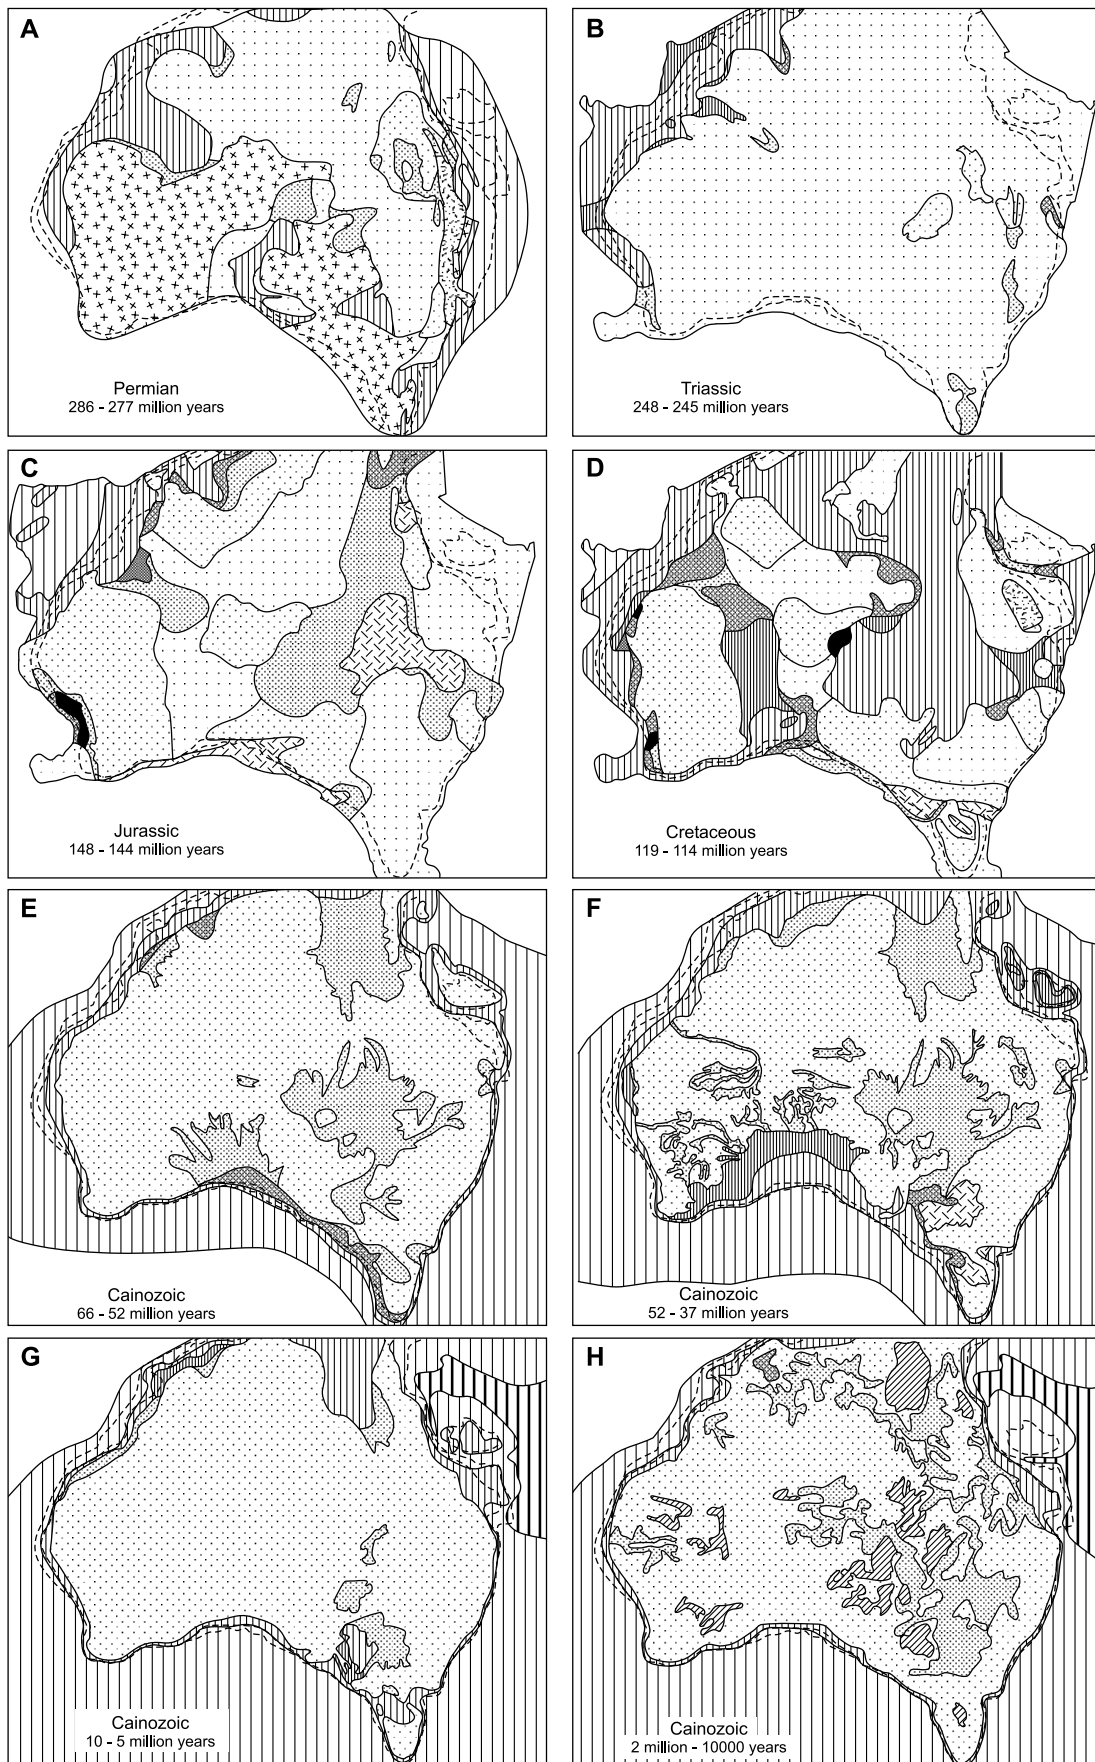 A
Permian
286 - 277 million years
B
Triassic
248 - 245 million years
C
Jurassic
148 - 144 million years
D
Cretaceous
119 - 114 million years
E
Cainozoic
66 - 52 million years
F
Cainozoic
52 - 37 million years
G
Cainozoic
10 - 5 million years
H
Cainozoic
2 million - 10000 years